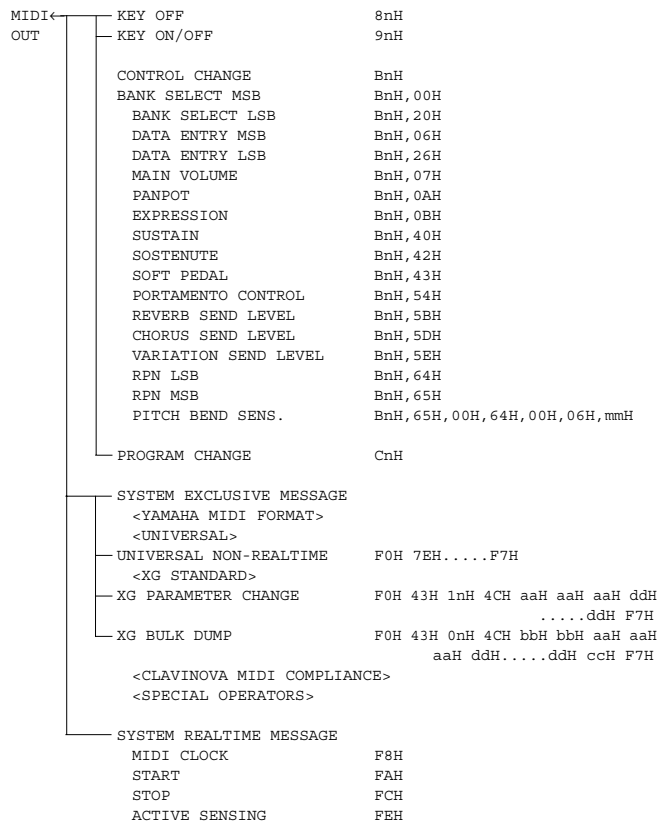 MIDI← KEY OFF 8nH
OUT KEY ON/OFF 9nH
CONTROL CHANGE BnH
BANK SELECT MSB BnH,00H
BANK SELECT LSB BnH,20H
DATA ENTRY MSB BnH,06H
DATA ENTRY LSB BnH,26H
MAIN VOLUME BnH,07H
PANPOT BnH,0AH
EXPRESSION BnH,0BH
SUSTAIN BnH,40H
SOSTENUTE BnH,42H
SOFT PEDAL BnH,43H
PORTAMENTO CONTROL BnH,54H
REVERB SEND LEVEL BnH,5BH
CHORUS SEND LEVEL BnH,5DH
VARIATION SEND LEVEL BnH,5EH
RPN LSB BnH,64H
RPN MSB BnH,65H
PITCH BEND SENS. BnH,65H,00H,64H,00H,06H,mmH
PROGRAM CHANGE CnH
SYSTEM EXCLUSIVE MESSAGE
<YAMAHA MIDI FORMAT>
<UNIVERSAL>
UNIVERSAL NON-REALTIME F0H 7EH.....F7H
<XG STANDARD>
XG PARAMETER CHANGE F0H 43H 1nH 4CH aaH aaH aaH ddH
.....ddH F7H
XG BULK DUMP F0H 43H 0nH 4CH bbH bbH aaH aaH
aaH ddH.....ddH ccH F7H
<CLAVINOVA MIDI COMPLIANCE>
<SPECIAL OPERATORS>
SYSTEM REALTIME MESSAGE
MIDI CLOCK F8H
START FAH
STOP FCH
ACTIVE SENSING FEH